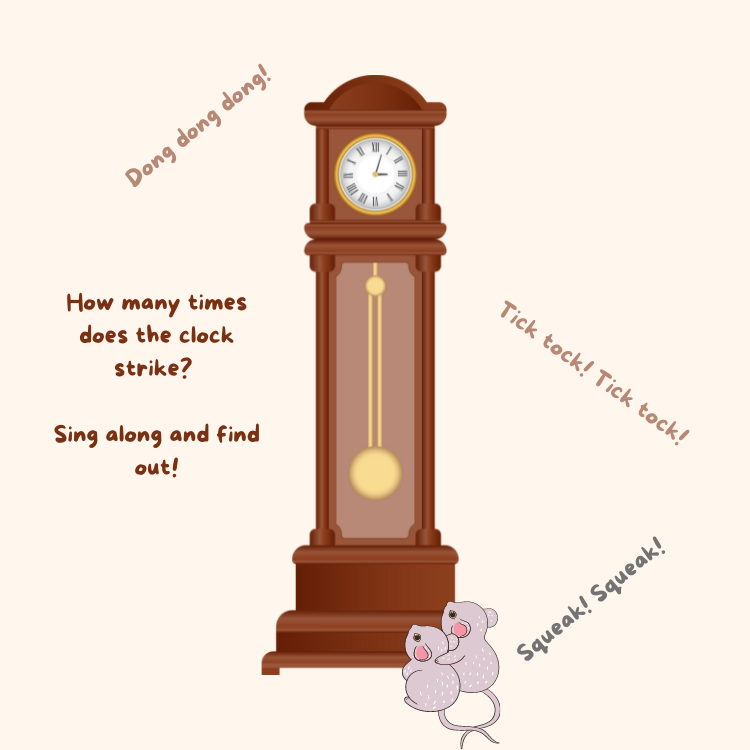 Dong dong dong!
How many times
does the clock
strike?
Sing along and find
out!
Tick tock! Tick tock!
Squeak! Squeak!